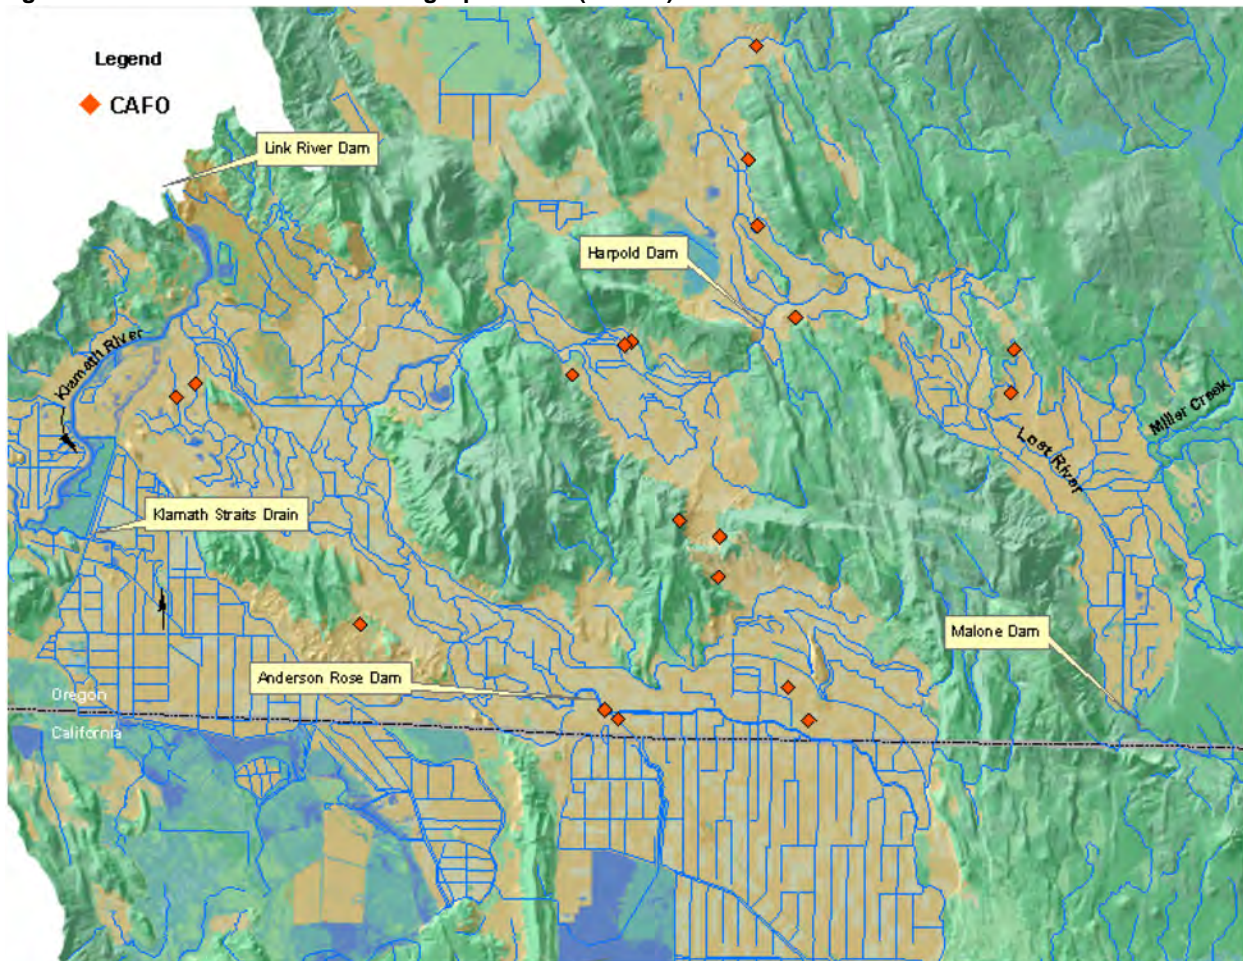 Legend
CAFO
Link River Dam
Harpold Dam
Klamath River
Miller Creek
Lost River
Klamath Straits Drain
Malone Dam
Anderson Rose Dam
Oregon
California